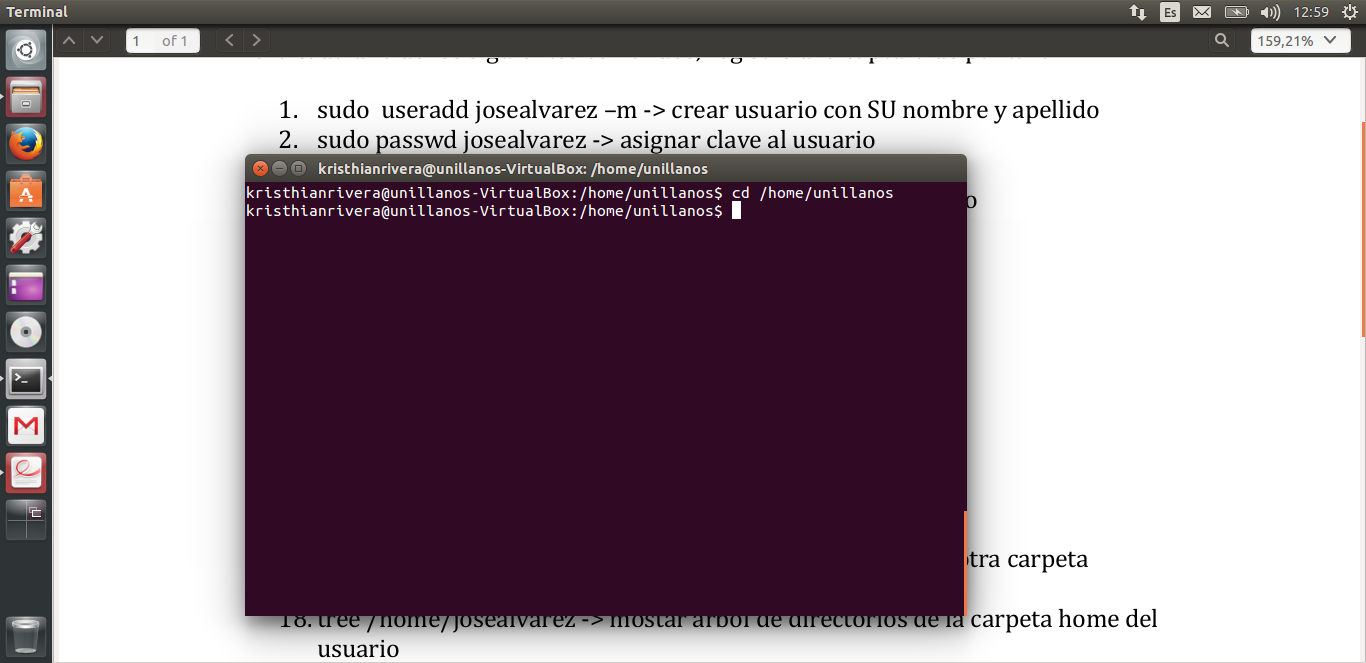 Terminal
Es
12:59
1 of 1
159,21%
1. sudo  useradd josealvarez –m -> crear usuario con SU nombre y apellido
2. sudo passwd josealvarez -> asignar clave al usuario
kristhianrivera@unillanos-VirtualBox: /home/unillanos
kristhianrivera@unillanos-VirtualBox:/home/unillanos$ cd /home/unillanos
kristhianrivera@unillanos-VirtualBox:/home/unillanos$
o
otra carpeta
18. tree /home/josealvarez -> mostar arbol de directorios de la carpeta home del
usuario